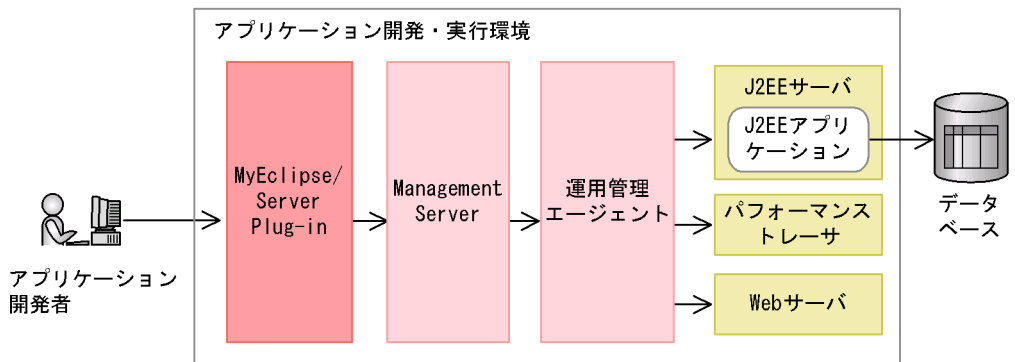 アプリケーション開発・実行環境
MyEclipse/
Server
Plug-in
Management
Server
運用管理
エージェント
J2EEサーバ
J2EEアプリ
ケーション
パフォーマンス
トレーサ
Webサーバ
データ
ベース
アプリケーション
開発者